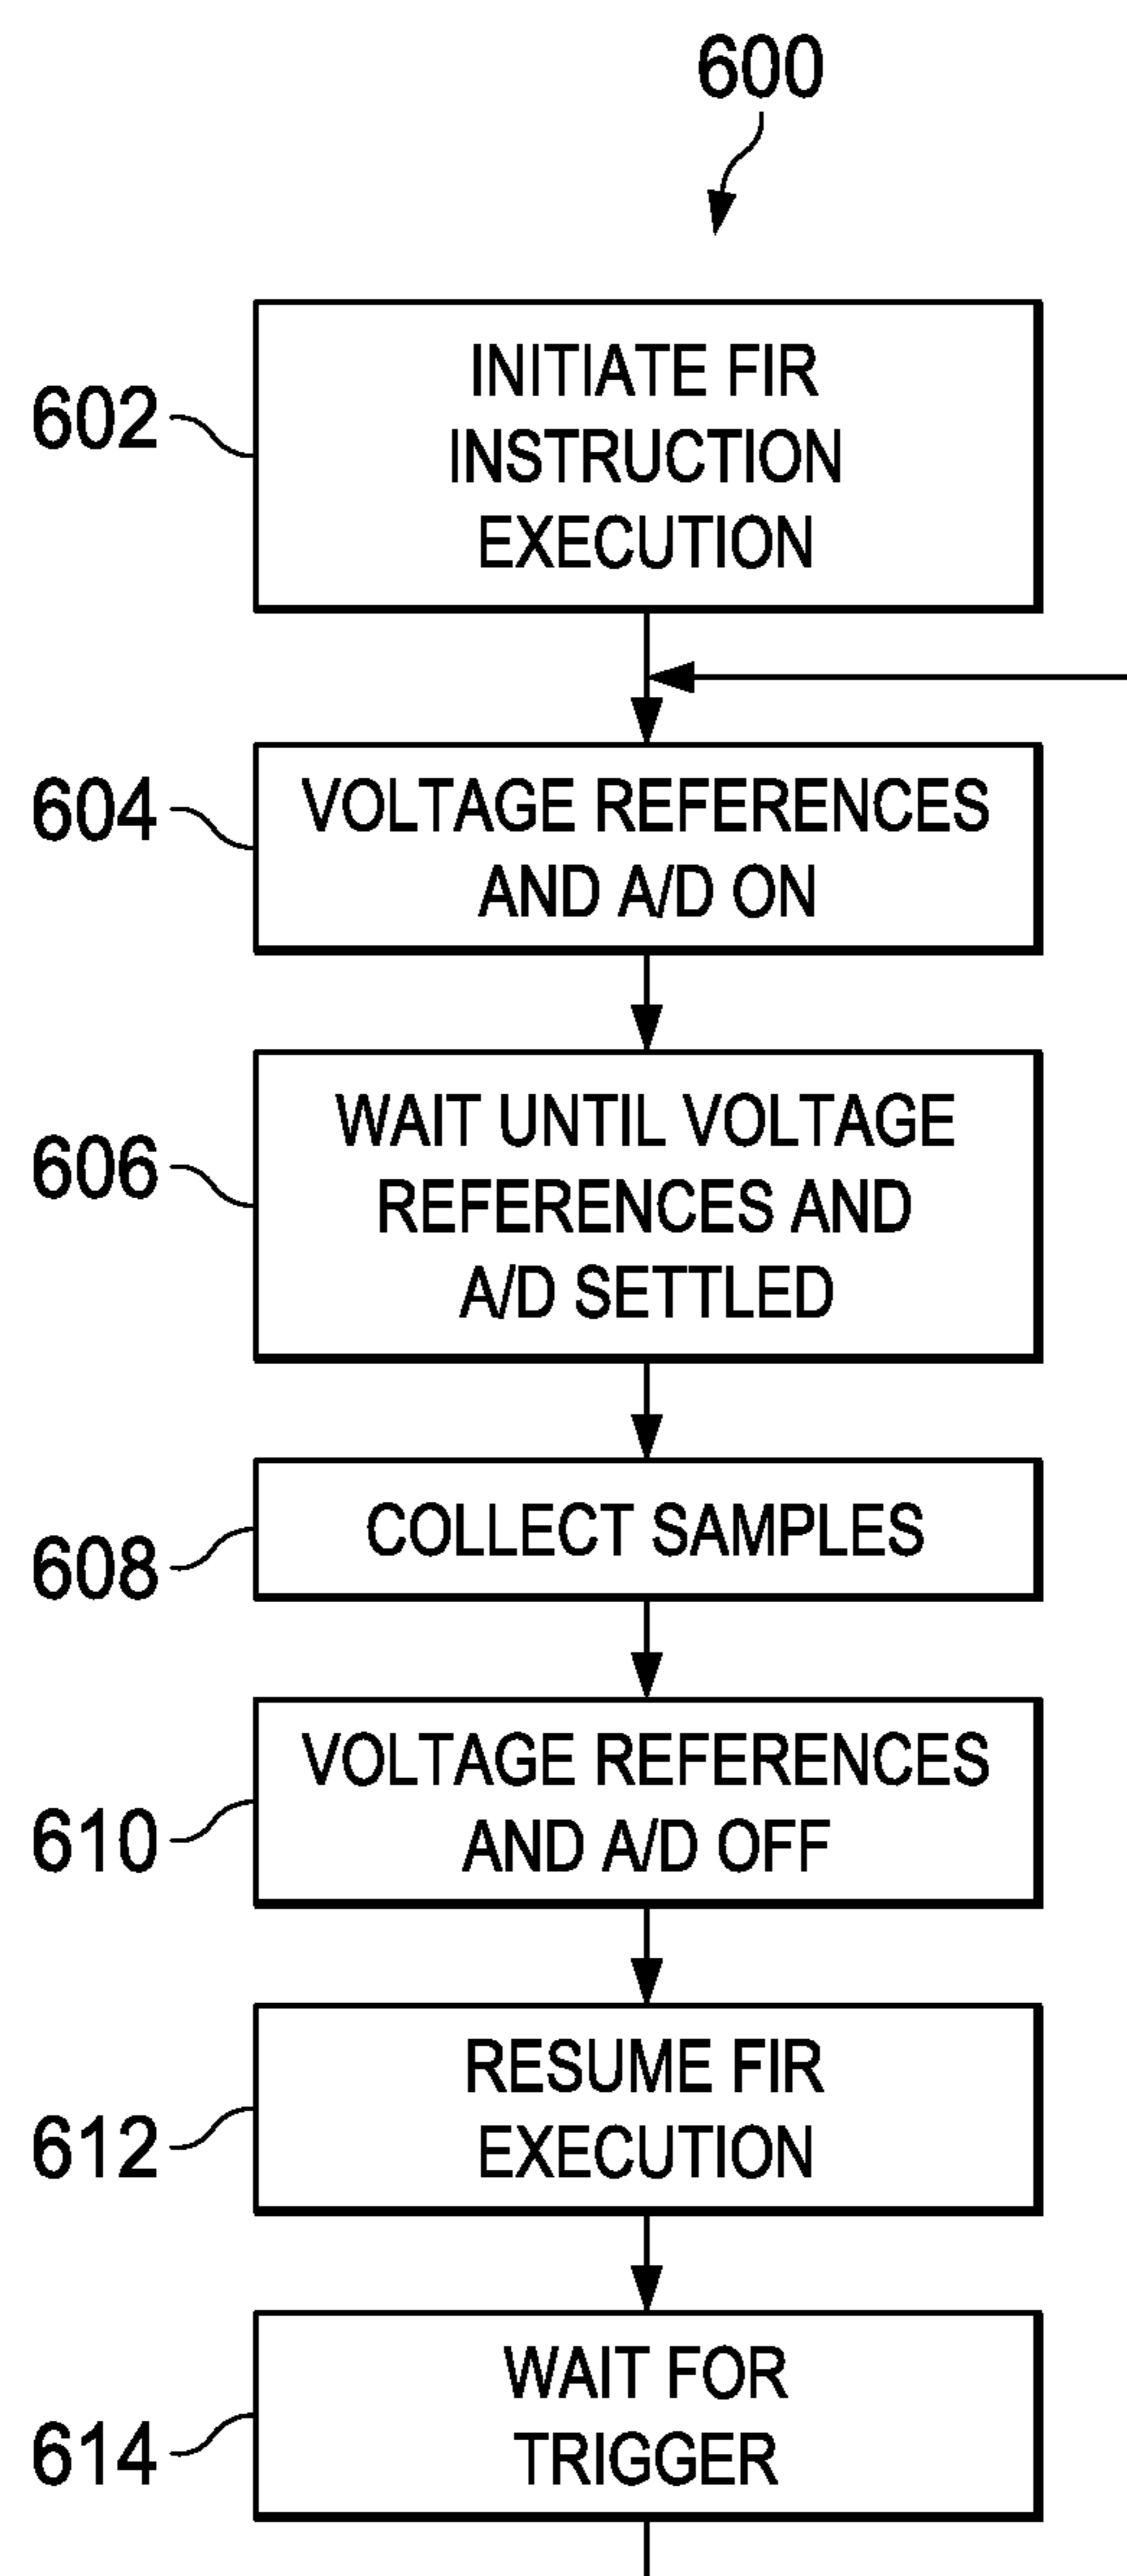 600
602
INITIATE FIR
INSTRUCTION
EXECUTION
604
VOLTAGE REFERENCES
AND A/D ON
606
WAIT UNTIL VOLTAGE
REFERENCES AND
A/D SETTLED
608
COLLECT SAMPLES
610
VOLTAGE REFERENCES
AND A/D OFF
612
RESUME FIR
EXECUTION
614
WAIT FOR
TRIGGER